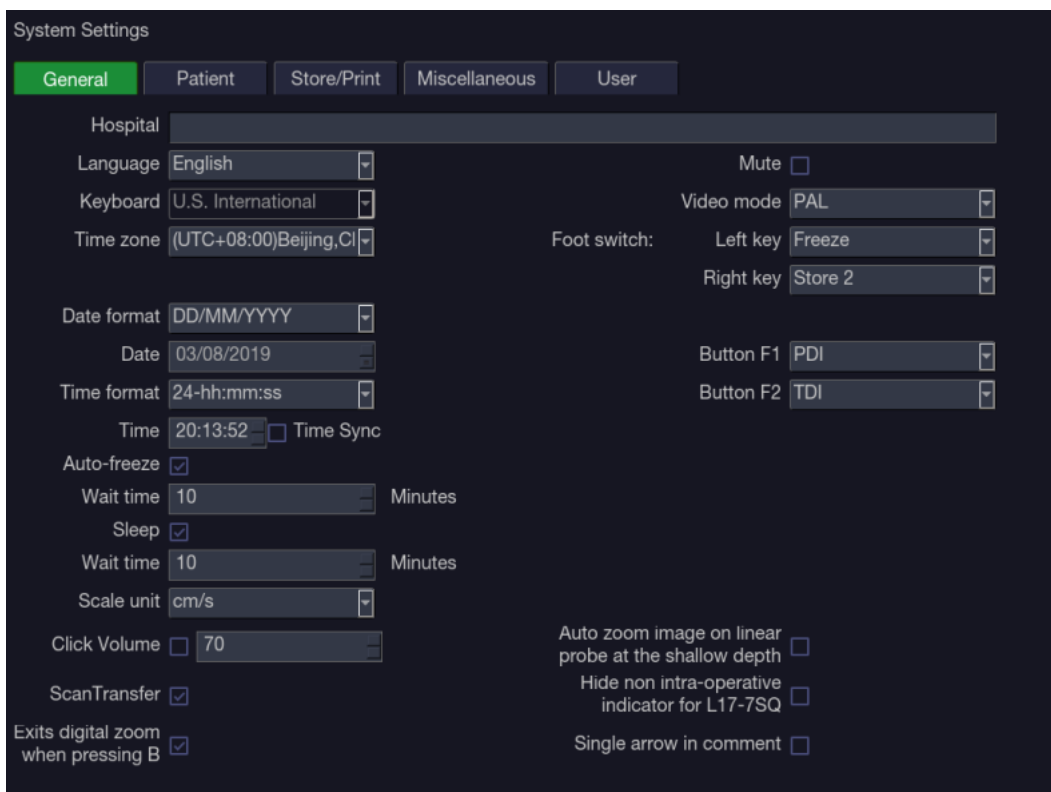 System Settings
General Patient Store/Print Miscellaneous User
Hospital
Language English Mute
Keyboard U.S. International Video mode PAL
Time zone (UTC+08:00)Beijing, Foot switch: Left key Freeze
Right key Store 2
Date format DD/MM/YYYY
Date 03/08/2019 Button F1 PDI
Time format 24-hh:mm:ss Button F2 TDI
Time 20:13:52 Time Sync
Auto-freeze
Wait time 10 Minutes
Sleep
Wait time 10 Minutes
Scale unit cm/s
Click Volume 70
Auto zoom image on linear
probe at the shallow depth
ScanTransfer
Hide non intra-operative
indicator for L17-7SQ
Exits digital zoom
when pressing B
Single arrow in comment